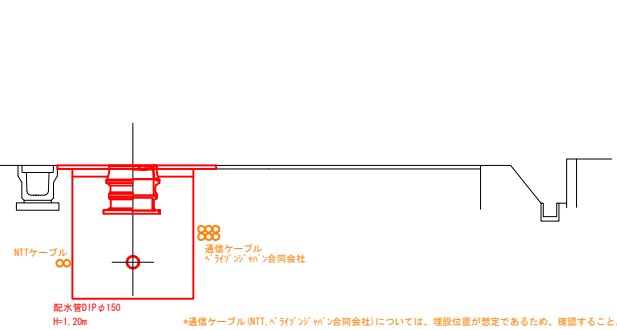 NTTケーブル
通信ケーブル
ﾍﾞﾗｲｿﾞﾝｼﾞｬﾊﾟﾝ合同会社
配水管DIPφ150
H=1.20m
*通信ケーブル(NTT,ﾍﾞﾗｲｿﾞﾝｼﾞｬﾊﾟﾝ合同会社)については、埋設位置が想定であるため、確認すること。